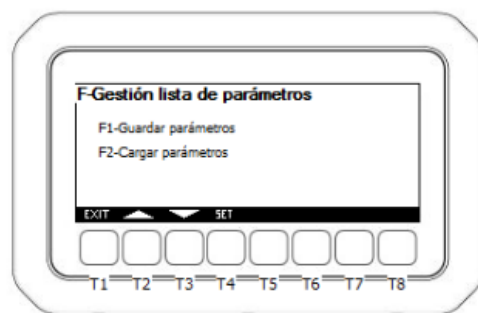 F-Gestión lista de parámetros
F1-Guardar parámetros
F2-Cargar parámetros
EXIT SET
T1 T2 T3 T4 T5 T6 T7 T8